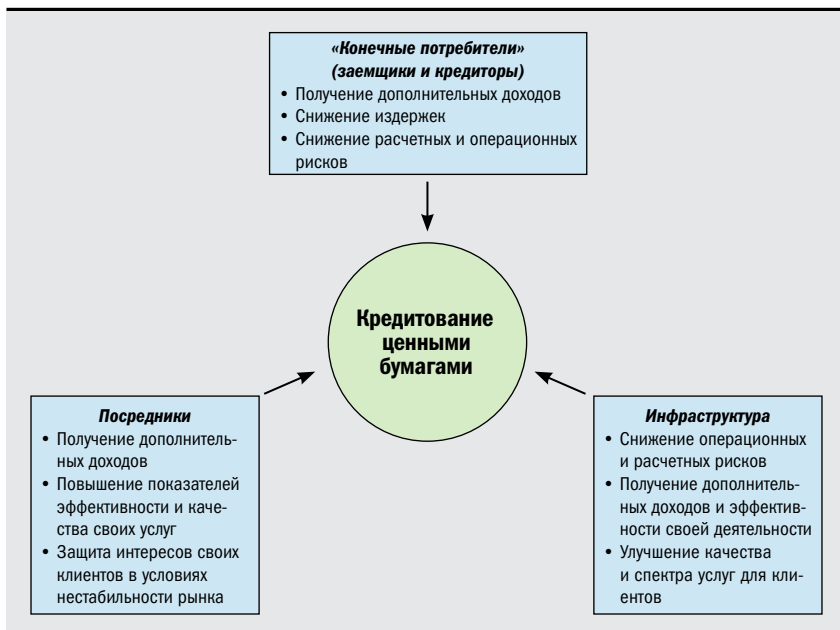 «Конечные потребители»
(заемщики и кредиторы)
• Получение дополнительных доходов
• Снижение издержек
• Снижение расчетных и операционных
рисков
Кредитование
ценными
бумагами
Посредники
• Получение дополнитель-
ных доходов
• Повышение показателей
эффективности и каче-
ства своих услуг
• Защита интересов своих
клиентов в условиях
нестабильности рынка
Инфраструктура
• Снижение операционных
и расчетных рисков
• Получение дополнитель-
ных доходов и эффектив-
ности своей деятельности
• Улучшение качества
и спектра услуг для кли-
ентов